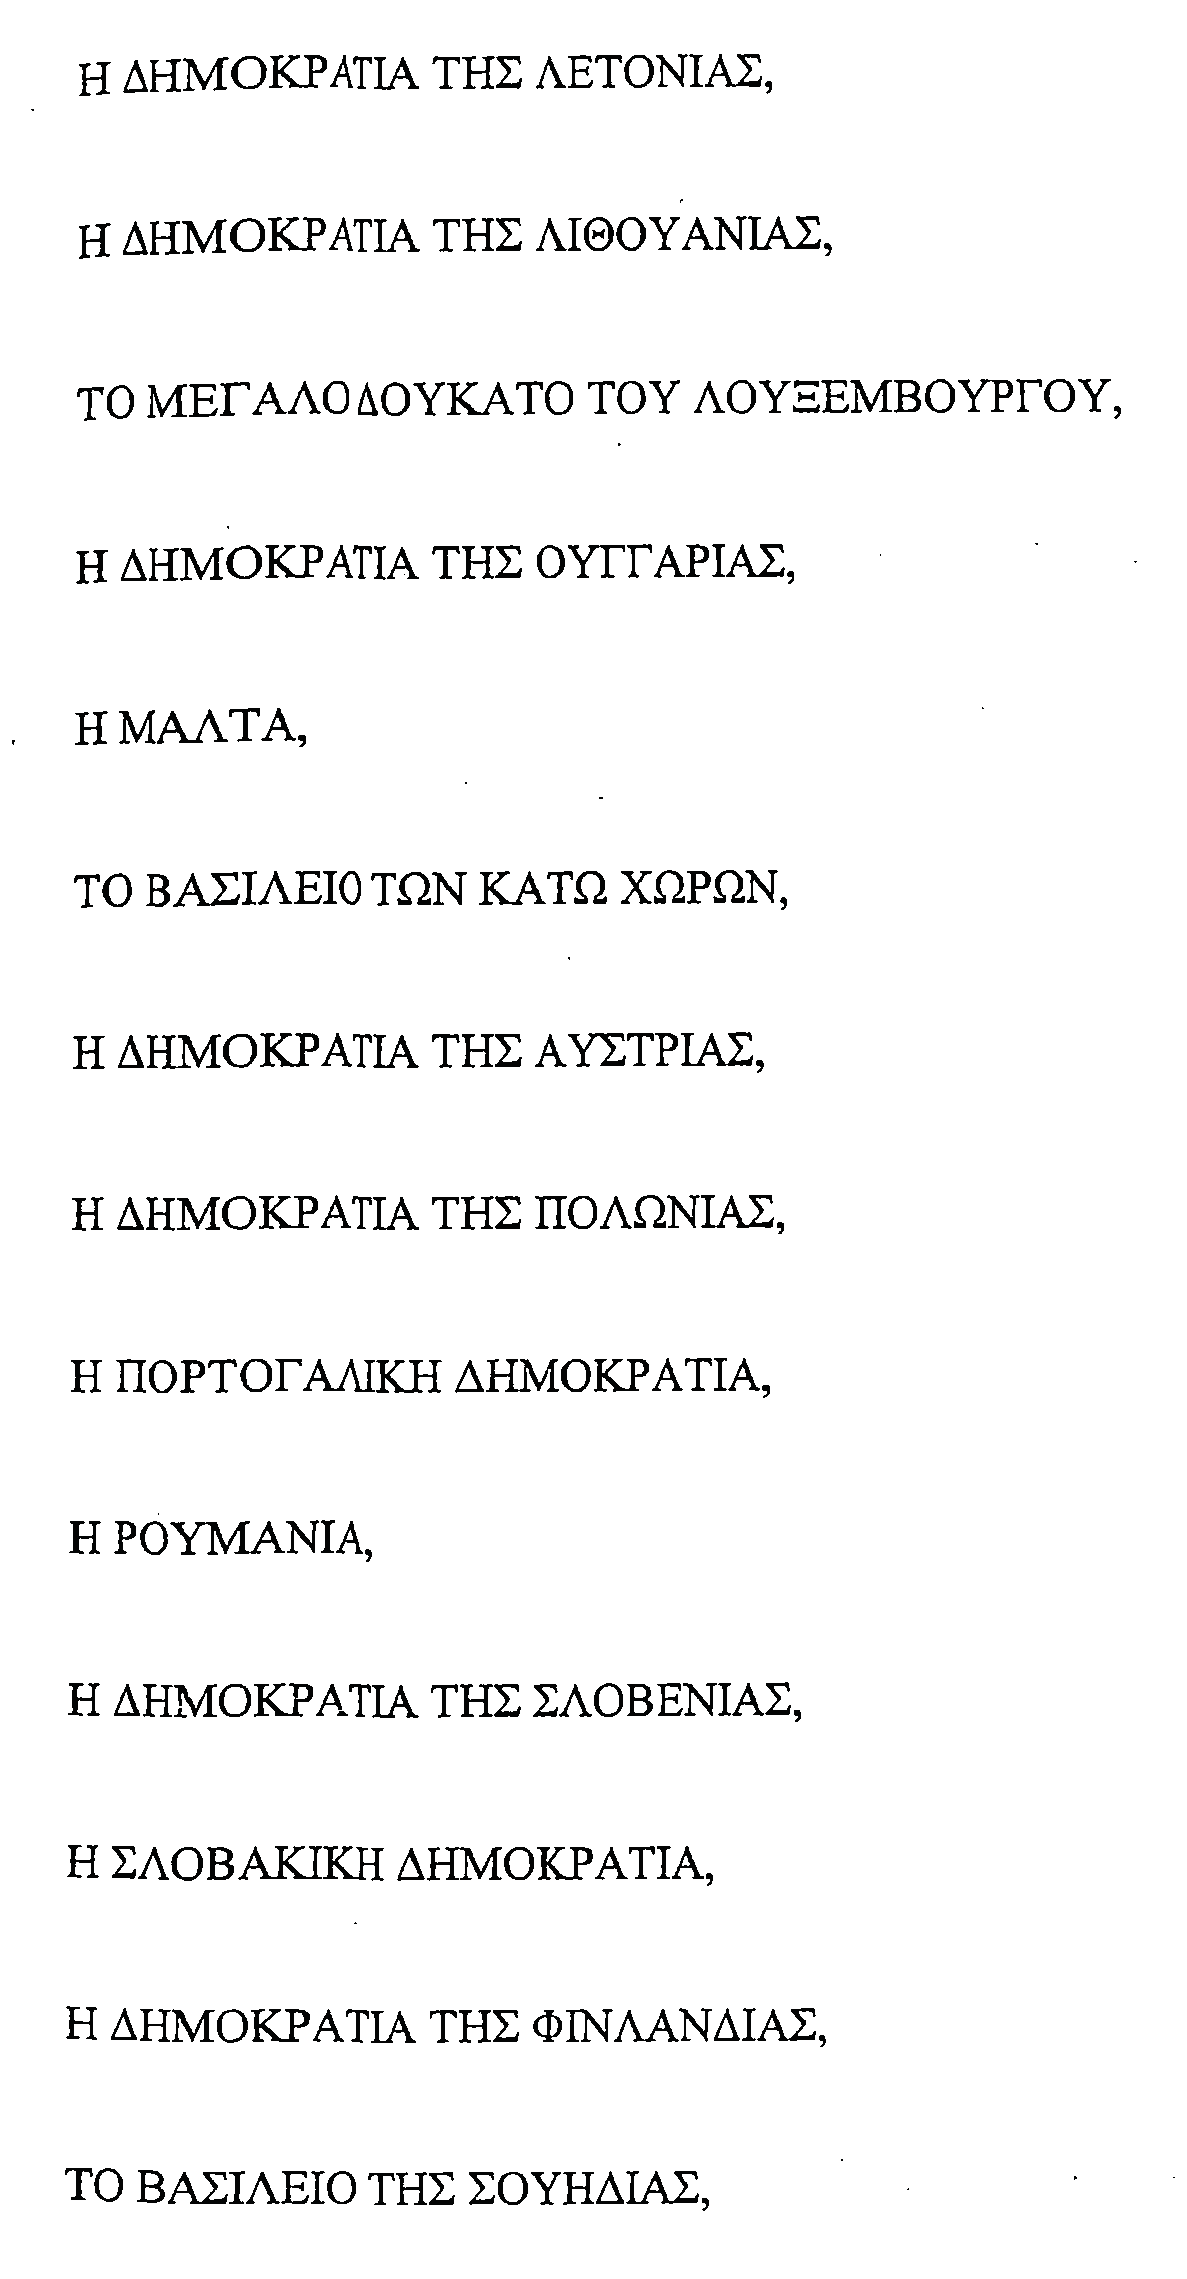 Η ΔΗΜΟΚΡΑΤΙΑ ΤΗΣ ΛΕΤΟΝΙΑΣ,
Η ΔΗΜΟΚΡΑΤΙΑ ΤΗΣ ΛΙΘΟΥΑΝΙΑΣ,
ΤΟ ΜΕΓΑΛΟΔΟΥΚΑΤΟ ΤΟΥ ΛΟΥΞΕΜΒΟΥΡΓΟΥ,
Η ΔΗΜΟΚΡΑΤΙΑ ΤΗΣ ΟΥΓΓΑΡΙΑΣ,
Η ΜΑΛΤΑ,
ΤΟ ΒΑΣΙΛΕΙΟ ΤΩΝ ΚΑΤΩ ΧΩΡΩΝ,
Η ΔΗΜΟΚΡΑΤΙΑ ΤΗΣ ΑΥΣΤΡΙΑΣ,
Η ΔΗΜΟΚΡΑΤΙΑ ΤΗΣ ΠΟΛΩΝΙΑΣ,
Η ΠΟΡΤΟΓΑΛΙΚΗ ΔΗΜΟΚΡΑΤΙΑ,
Η ΡΟΥΜΑΝΙΑ,
Η ΔΗΜΟΚΡΑΤΙΑ ΤΗΣ ΣΛΟΒΕΝΙΑΣ,
Η ΣΛΟΒΑΚΙΚΗ ΔΗΜΟΚΡΑΤΙΑ,
Η ΔΗΜΟΚΡΑΤΙΑ ΤΗΣ ΦΙΝΛΑΝΔΙΑΣ,
ΤΟ ΒΑΣΙΛΕΙΟ ΤΗΣ ΣΟΥΗΔΙΑΣ,